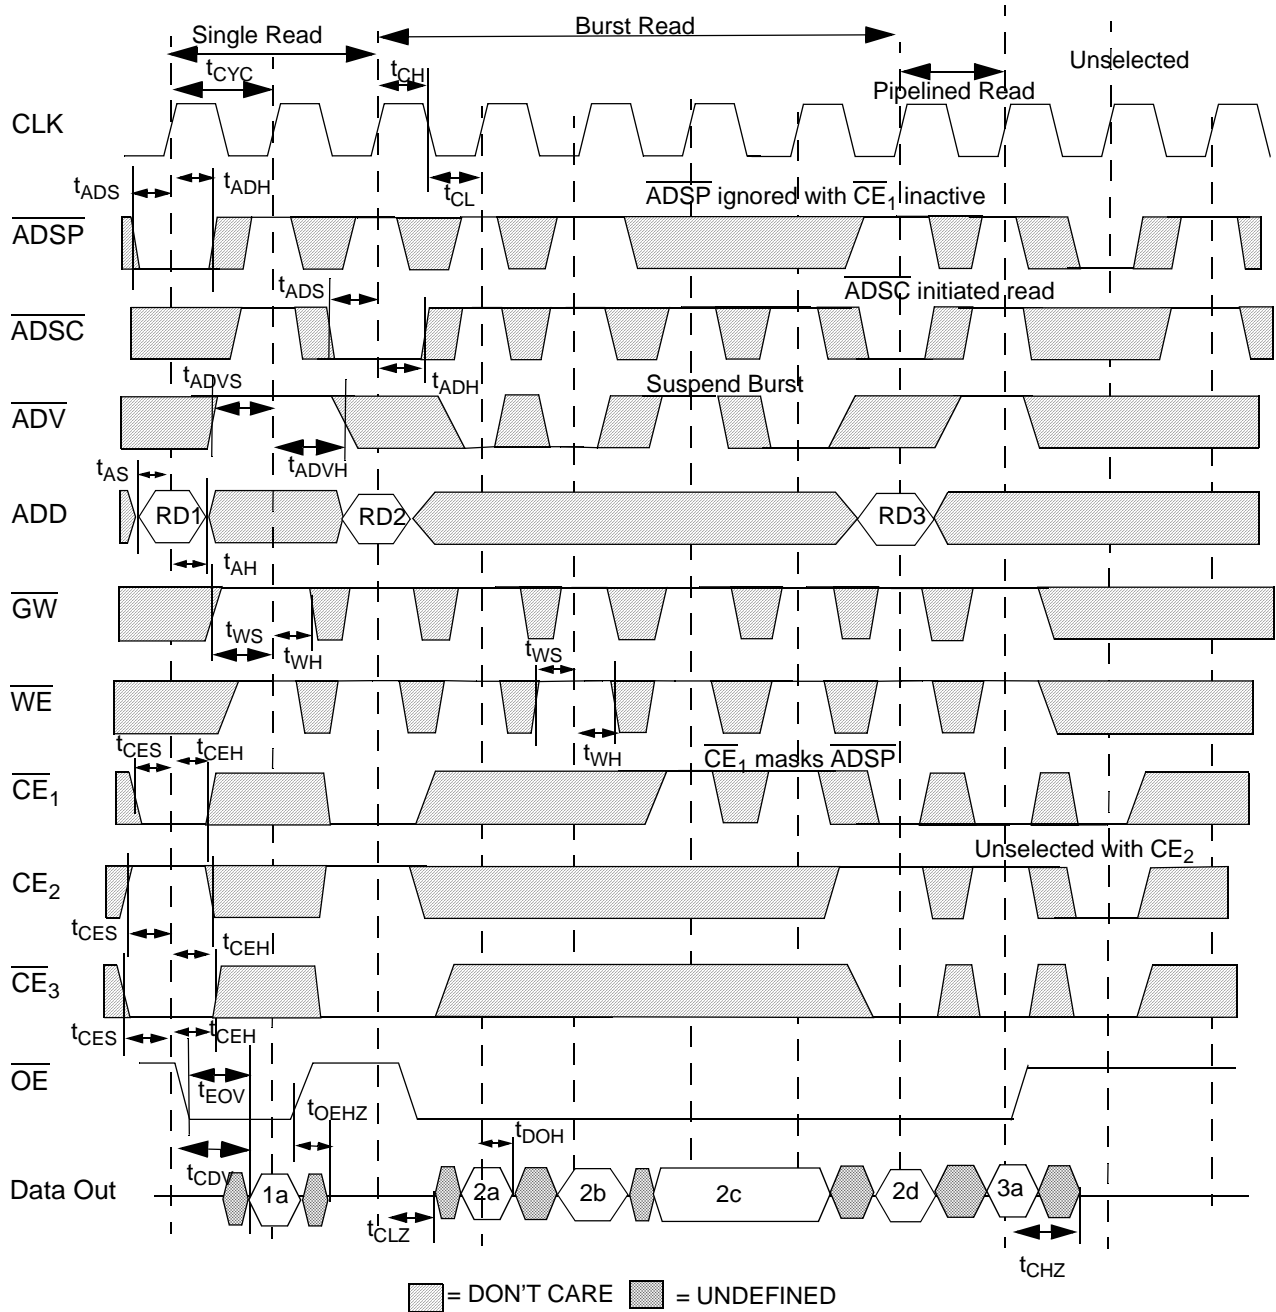 Single Read
Burst Read
Unselected
tCYC
tCH
Pipelined Read
CLK
tADS
tADH
tCL
ADSP ignored with CE1 inactive
ADSP
tADS
ADSC initiated read
ADSC
tADVS
tADH
Suspend Burst
ADV
tADVH
tAS
ADD
RD1
RD2
RD3
tAH
GW
tWS
tWH
tWS
WE
tWH
tCES
tCEH
CE1 masks ADSP
CE1
Unselected with CE2
CE2
tCES
tCEH
CE3
tCES
tCEH
OE
tEOV
tOEHZ
tDOH
tCDV
Data Out
1a
2a
2b
2c
2d
3a
tCLZ
tCHZ
= DON'T CARE
= UNDEFINED